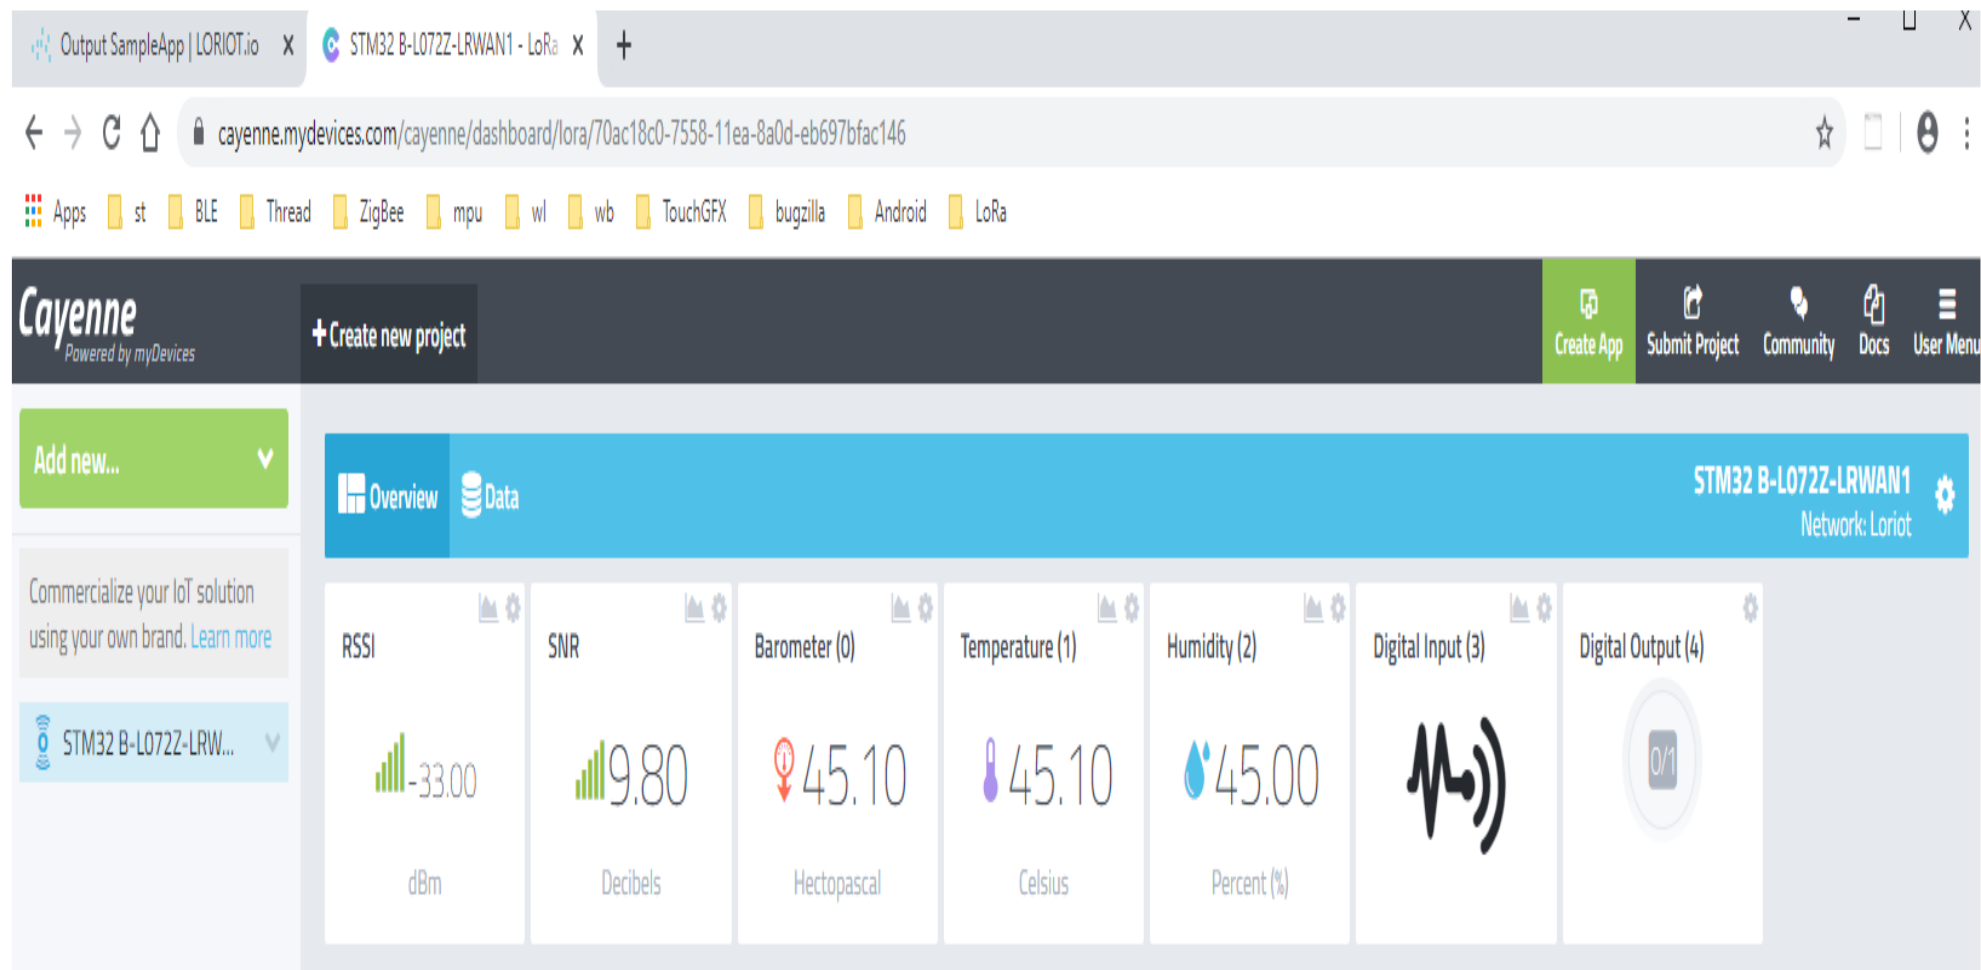 Output SampleApp | LORIOT.io X STM32 B-L072Z-LRWAN1 - LoRa X +
cayenne.mydevices.com/cayenne/dashboard/lora/70ac18c0-7558-11ea-8a0d-eb697bfac146
Apps st BLE Thread ZigBee mpu wl wb TouchGFX bugzilla Android LoRa
Cayenne
Powered by myDevices
+ Create new project
Create App Submit Project Community Docs User Menu
Add new...
Overview Data
STM32 B-L072Z-LRWAN1
Network: Loriot
Commercialize your IoT solution
using your own brand. Learn more
STM32 B-L072Z-LRW...
RSSI SNR Barometer (0) Temperature (1) Humidity (2) Digital Input (3) Digital Output (4)
-33.00 9.80 45.10 45.10 45.00 0/1
dBm Decibels Hectopascal Celsius Percent (%)